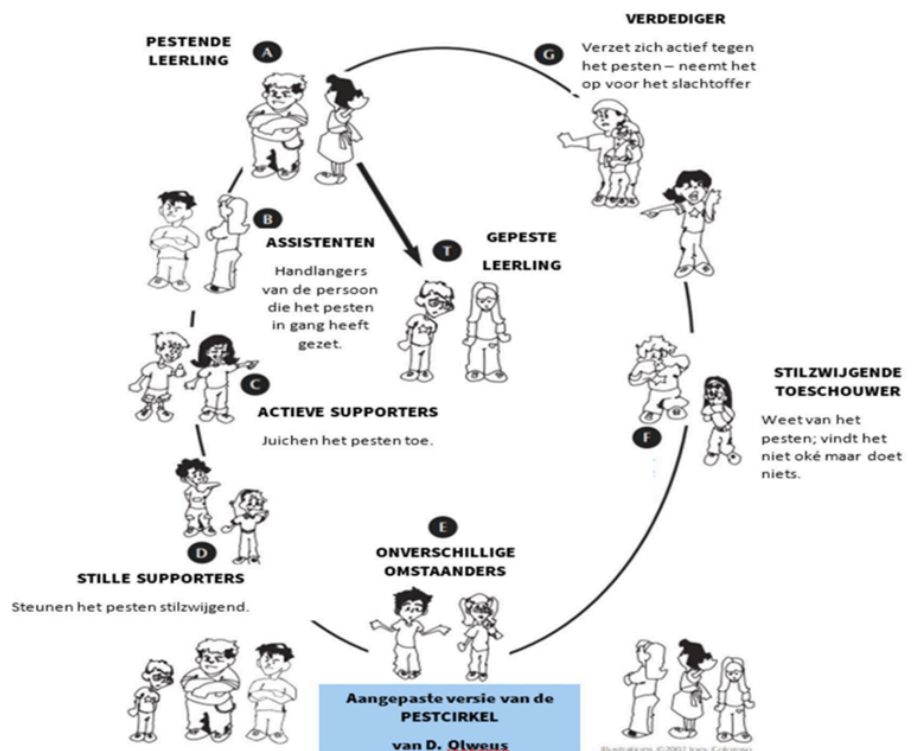 PESTENDE
LEERLING
A
G
VERDEDIGER
Verzet zich actief tegen
het pesten – neemt het
op voor het slachtoffer
B
ASSISTENTEN
Handlangers
van de persoon
die het pesten
in gang heeft
gezet.
T
GEPESTE
LEERLING
C
ACTIEVE SUPPORTERS
Juichen het pesten toe.
F
STILZWIJGENDE
TOESCHOUWER
Weet van het
pesten; vindt het
niet oké maar doet
niets.
D
STILLE SUPPORTERS
Steunen het pesten stilzwijgend.
E
ONVERSCHILLIGE
OMSTAANDERS
Aangepaste versie van de
PESTCIRKEL
van D. Olweus
Illustrations ©2002